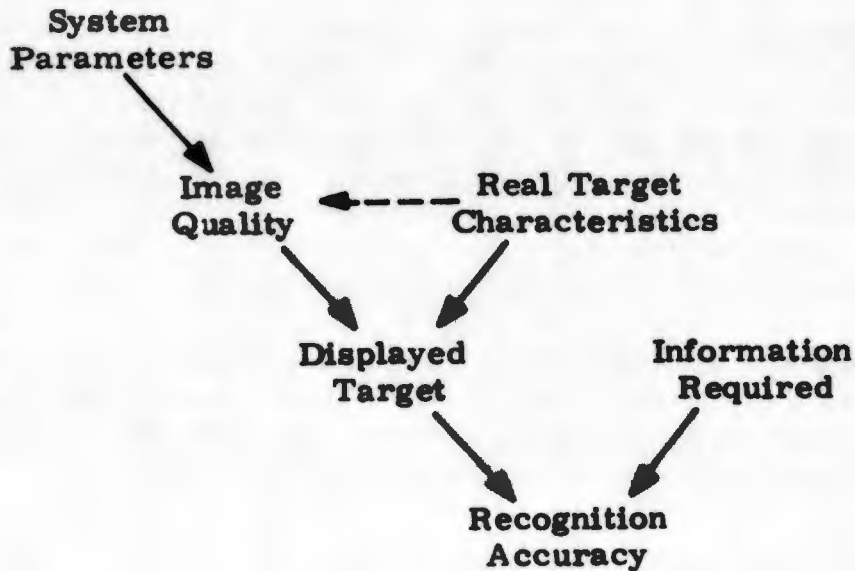 System
Parameters
Image
Quality
Real Target
Characteristics
Displayed
Target
Information
Required
Recognition
Accuracy